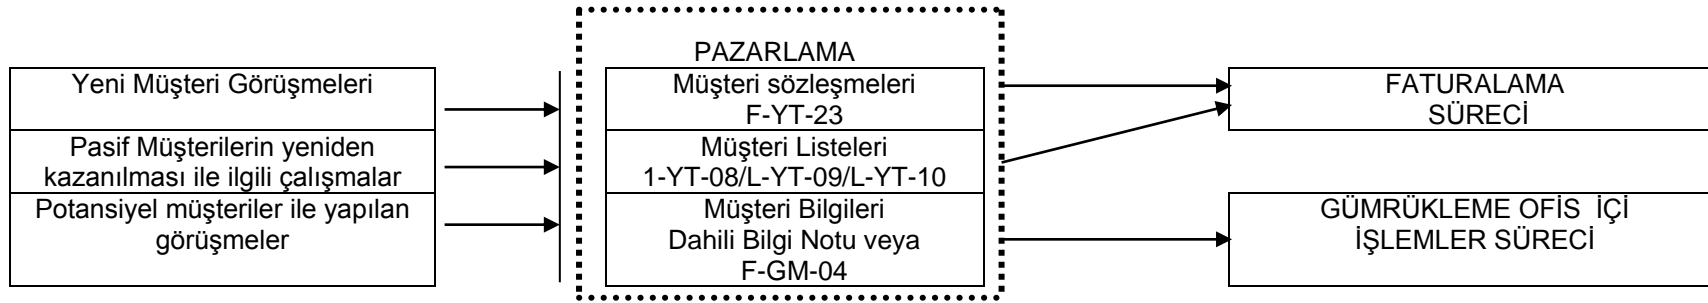 Yeni Müşteri Görüşmeleri
Pasif Müşterilerin yeniden
kazanılması ile ilgili çalışmalar
Potansiyel müşteriler ile yapılan
görüşmeler
PAZARLAMA
Müşteri sözleşmeleri
F-YT-23
Müşteri Listeleri
1-YT-08/L-YT-09/L-YT-10
Müşteri Bilgileri
Dahili Bilgi Notu veya
F-GM-04
FATURALAMA
SÜRECİ
GÜMRÜKLEME OFİS İÇİ
İŞLEMLER SÜRECİ